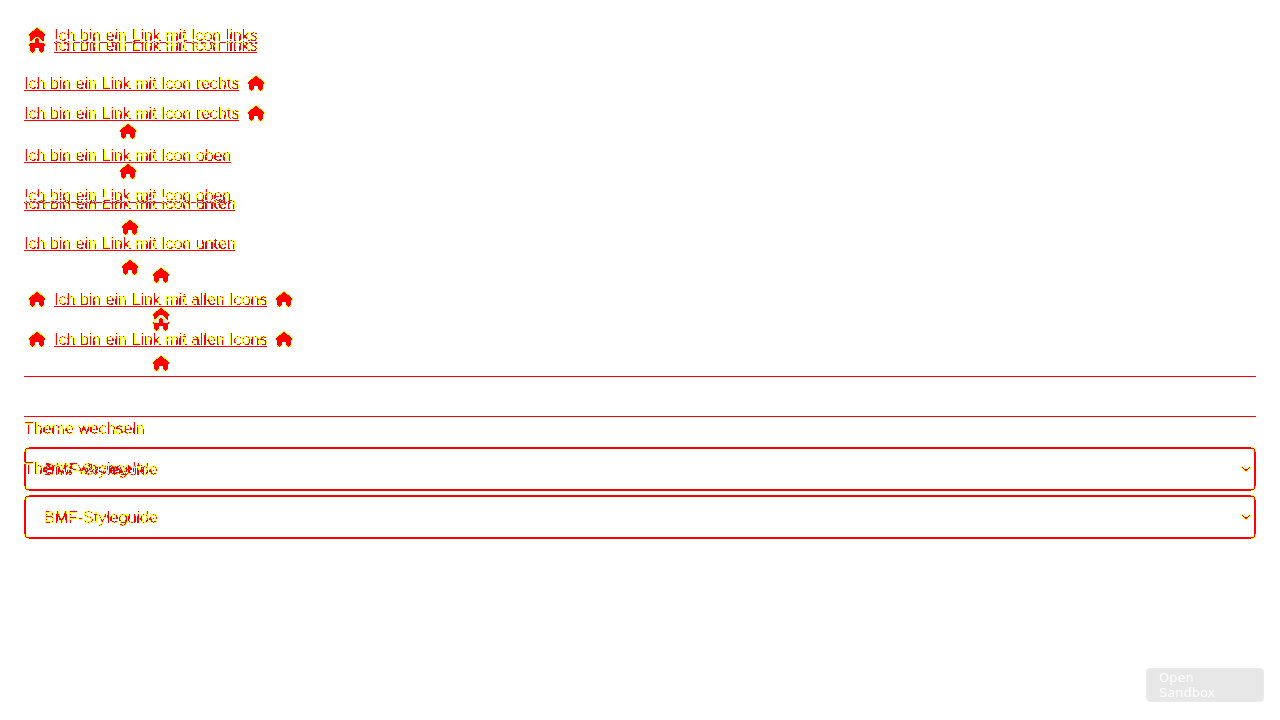 Ich bin ein Link mit Icon links
Ich bin ein Link mit Icon links
Ich bin ein Link mit Icon rechts
Ich bin ein Link mit Icon rechts
Ich bin ein Link mit Icon oben
Ich bin ein Link mit Icon oben
Ich bin ein Link mit Icon unten
Ich bin ein Link mit Icon unten
Ich bin ein Link mit allen Icons
Ich bin ein Link mit allen Icons
Theme wechseln
Theme wechseln
BMF-Styleguide
BMF-Styleguide
Open
Sandbox